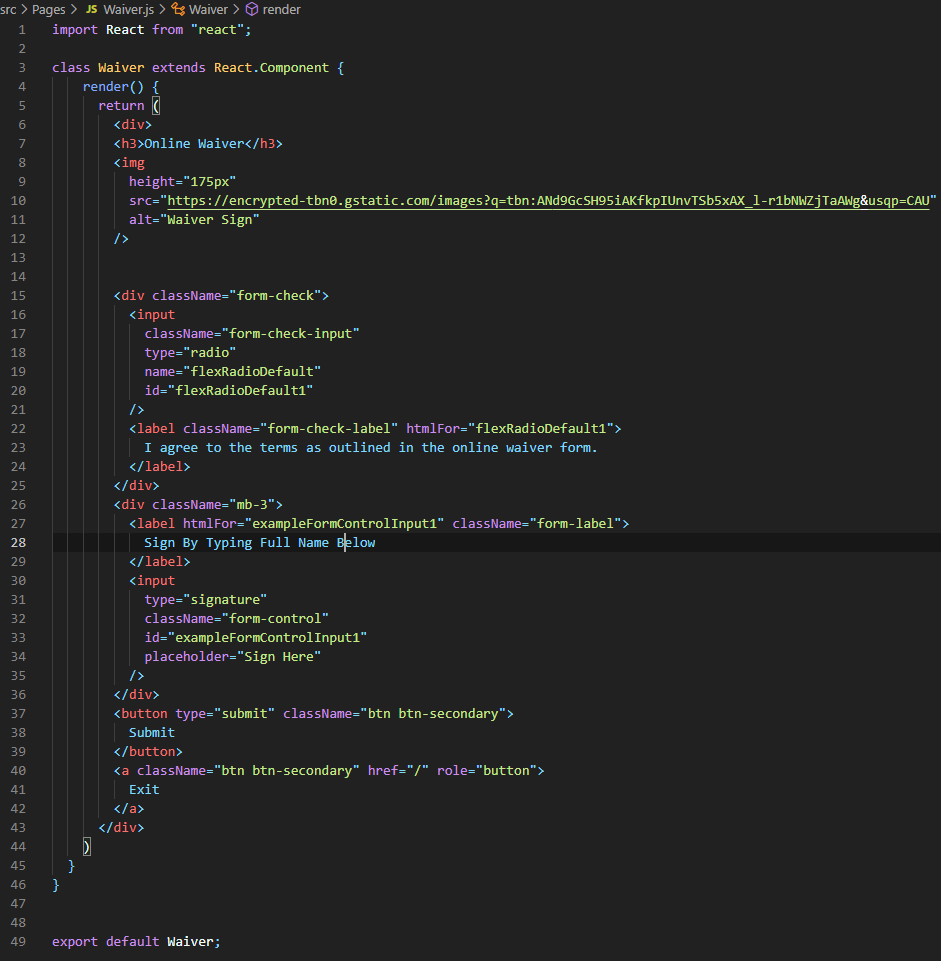 src > Pages > JS Waiver.js > Waiver > render
1 import React from "react";
2
3 class Waiver extends React.Component {
4 render() {
5 return (
6 <div>
7 <h3>Online Waiver</h3>
8 <img
9 height="175px"
10 src="https://encrypted-tbn0.gstatic.com/images?q=tbn:ANd9GcSH95iAKfkpIUnvTSb5xAX_l-r1bNWZjTaAWg&usqp=CAU"
11 alt="Waiver Sign"
12 />
13
14
15 <div className="form-check">
16 <input
17 className="form-check-input"
18 type="radio"
19 name="flexRadioDefault"
20 id="flexRadioDefault1"
21 />
22 <label className="form-check-label" htmlFor="flexRadioDefault1">
23 I agree to the terms as outlined in the online waiver form.
24 </label>
25 </div>
26 <div className="mb-3">
27 <label htmlFor="exampleFormControlInput1" className="form-label">
28 Sign By Typing Full Name Below
29 </label>
30 <input
31 type="signature"
32 className="form-control"
33 id="exampleFormControlInput1"
34 placeholder="Sign Here"
35 />
36 </div>
37 <button type="submit" className="btn btn-secondary">
38 Submit
39 </button>
40 <a className="btn btn-secondary" href="/" role="button">
41 Exit
42 </a>
43 </div>
44 )
45 }
46 }
47
48
49 export default Waiver;